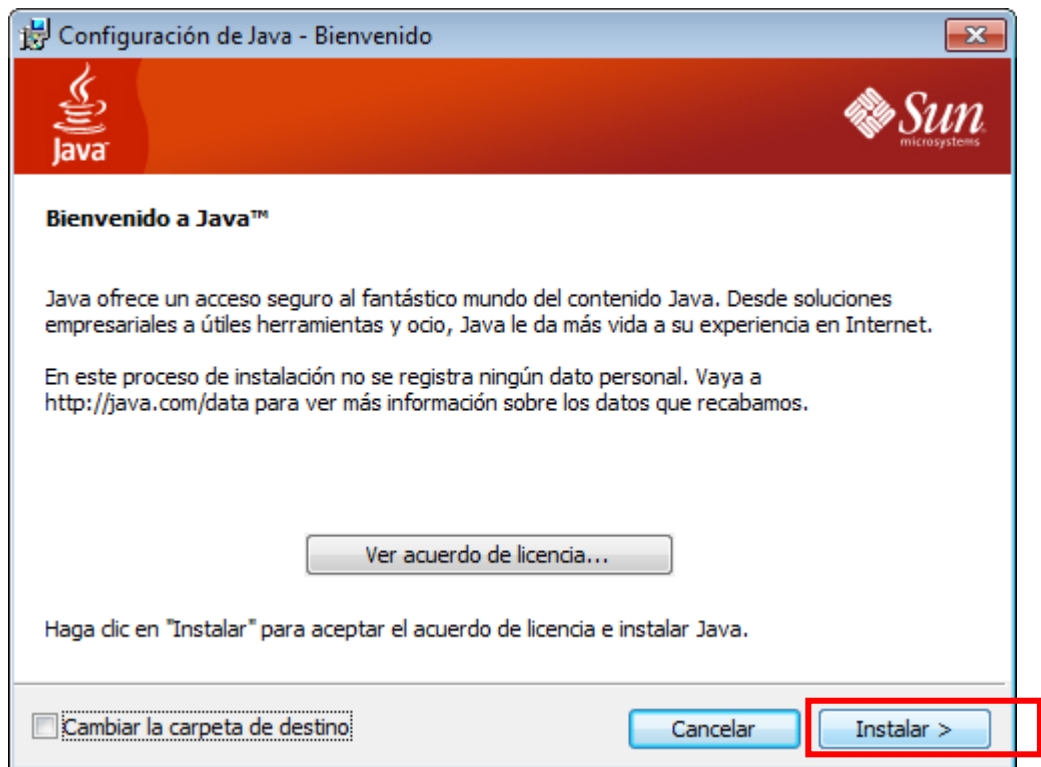 Configuración de Java - Bienvenido
Java
Sun
microsystems
Bienvenido a Java™
Java ofrece un acceso seguro al fantástico mundo del contenido Java. Desde soluciones
empresariales a útiles herramientas y ocio, Java le da más vida a su experiencia en Internet.
En este proceso de instalación no se registra ningún dato personal. Vaya a
http://java.com/data para ver más información sobre los datos que recabamos.
Ver acuerdo de licencia...
Haga clic en "Instalar" para aceptar el acuerdo de licencia e instalar Java.
Cambiar la carpeta de destino
Cancelar
Instalar >